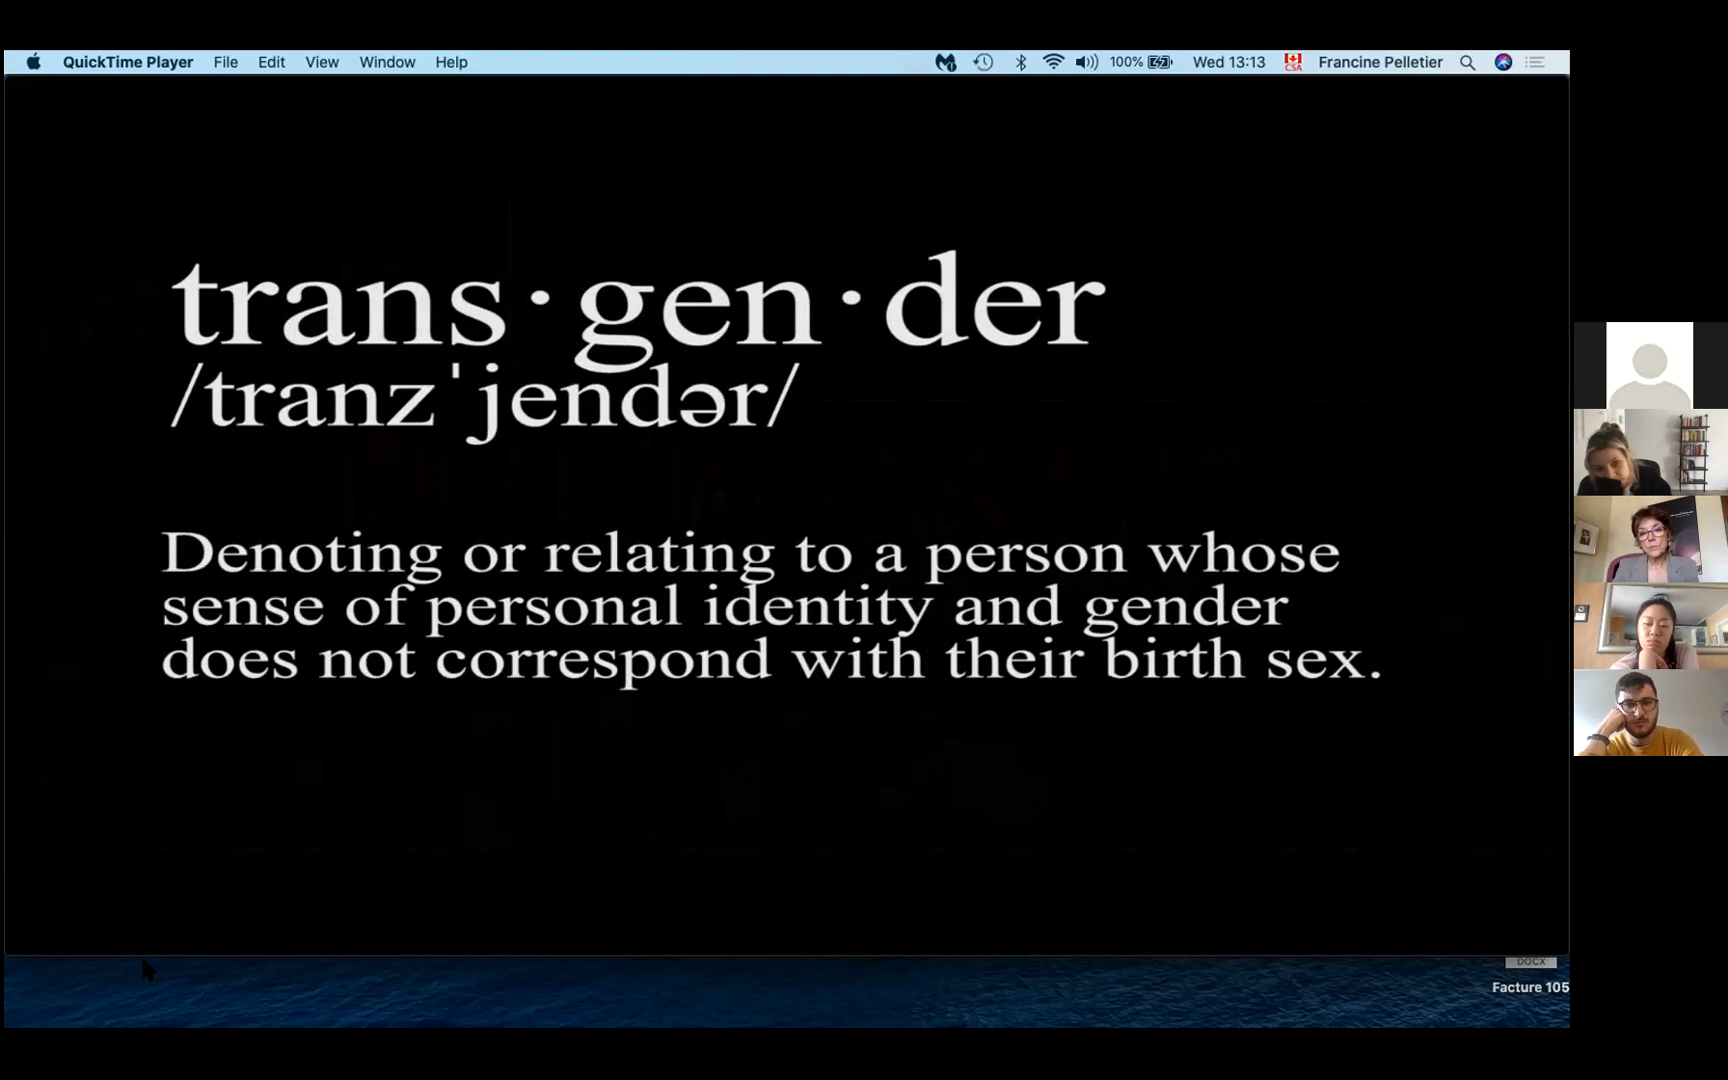 QuickTime Player File Edit View Window Help 100% Wed 13:13 CSA Francine Pelletier
trans·gen·der
/tranzˈjendər/
Denoting or relating to a person whose
sense of personal identity and gender
does not correspond with their birth sex.
DOCX
Facture 105